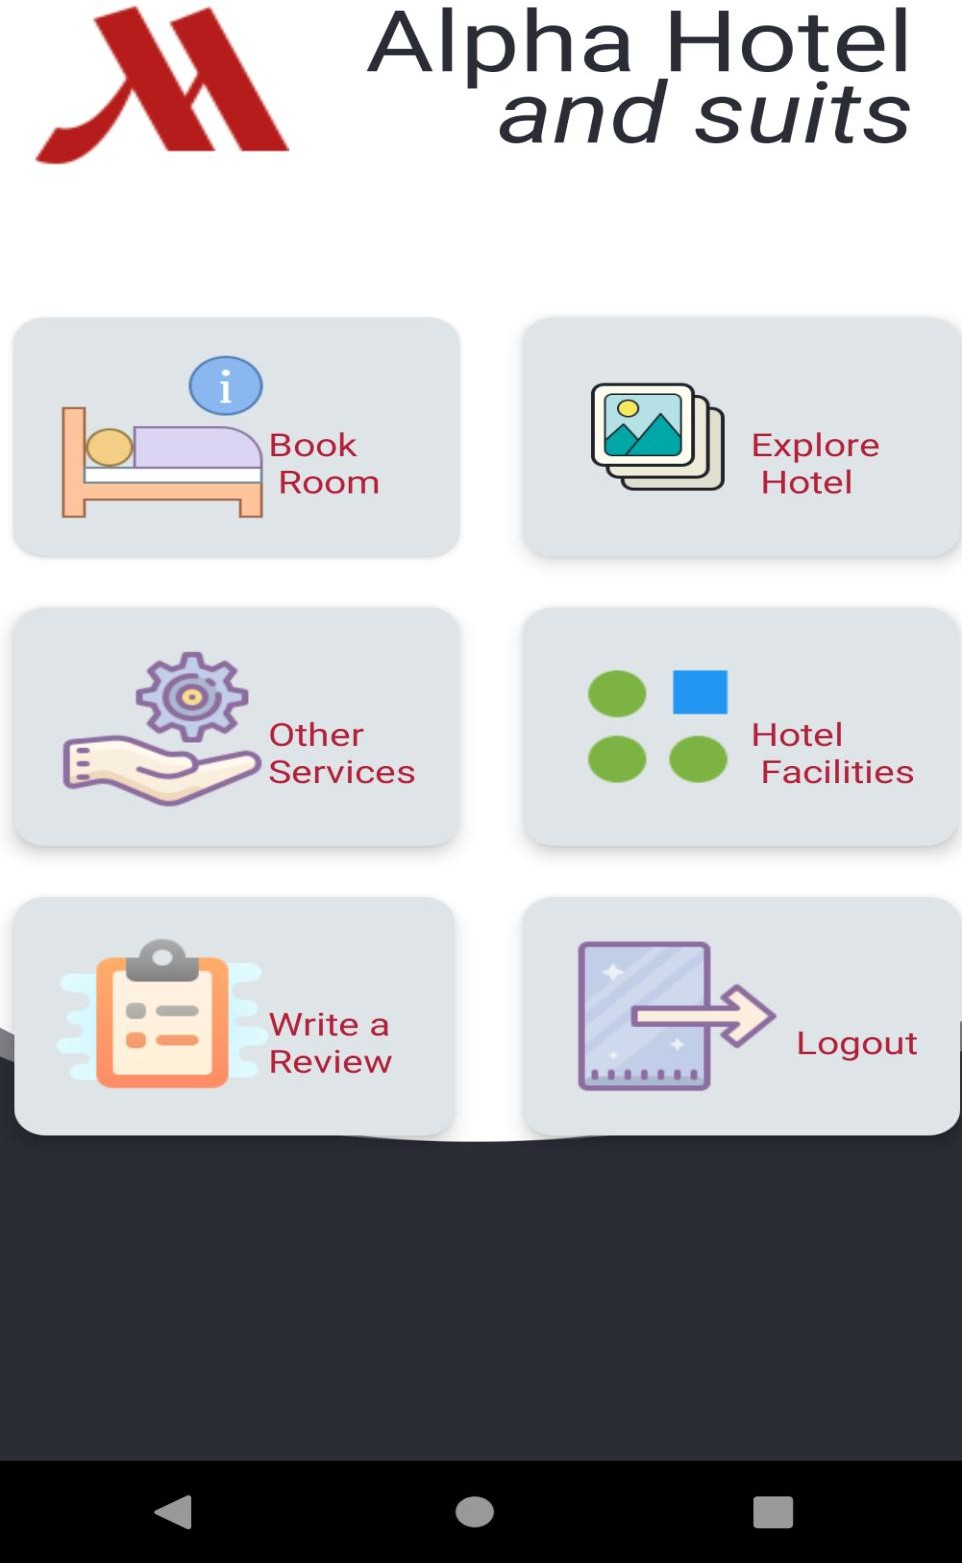 Alpha Hotel
and suits
i
Book
Room
Explore
Hotel
Other
Services
Hotel
Facilities
Write a
Review
Logout